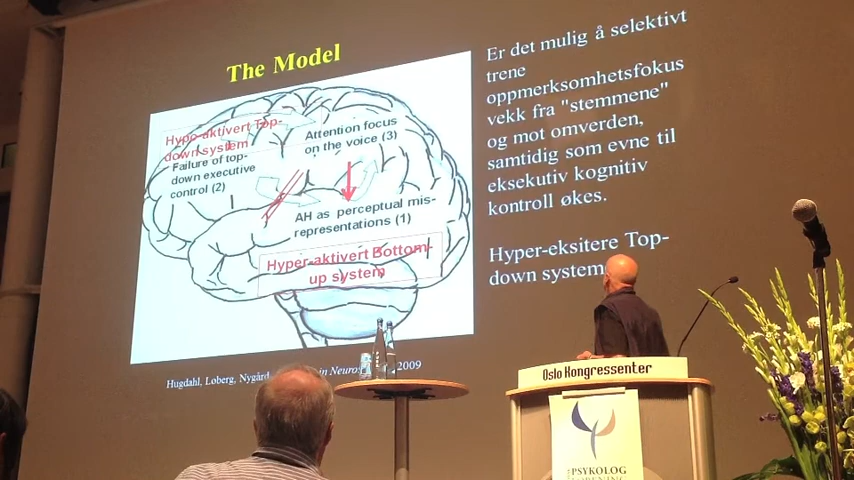 The Model
Hypo-aktivert Top-
down system
Failure of top-
down executive
control (2)
Attention focus
on the voice (3)
AH as perceptual mis-
representations (1)
Hyper-aktivert Bottom-
up system
Hugdahl, Løberg, Nygård in 2009
Er det mulig å selektivt
trene
oppmerksomhetsfokus
vekk fra "stemmene"
og mot omverden,
samtidig som evne til
eksekutiv kognitiv
kontroll økes.
Hyper-eksitere Top-
down system
Oslo Kongressenter
PSYKOLOG
FORENING